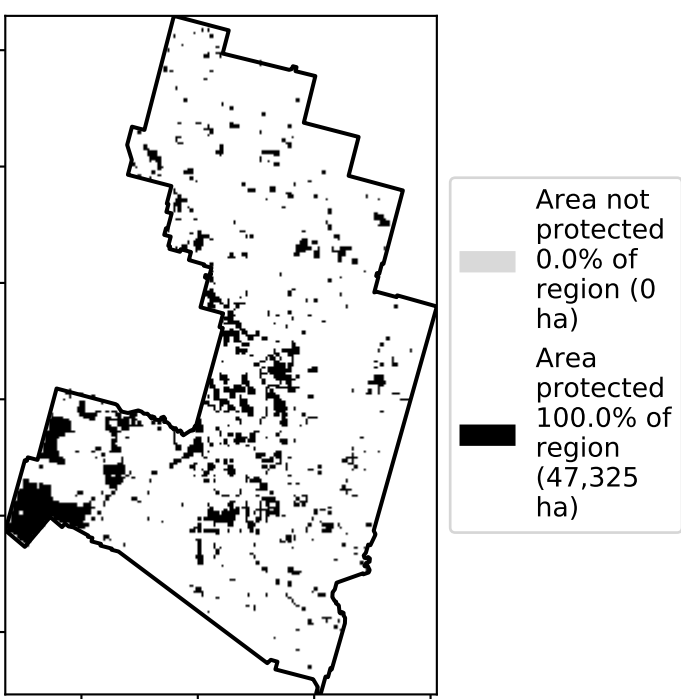 Area not
protected
0.0% of
region (0
ha)
Area
protected
100.0% of
region
(47,325
ha)